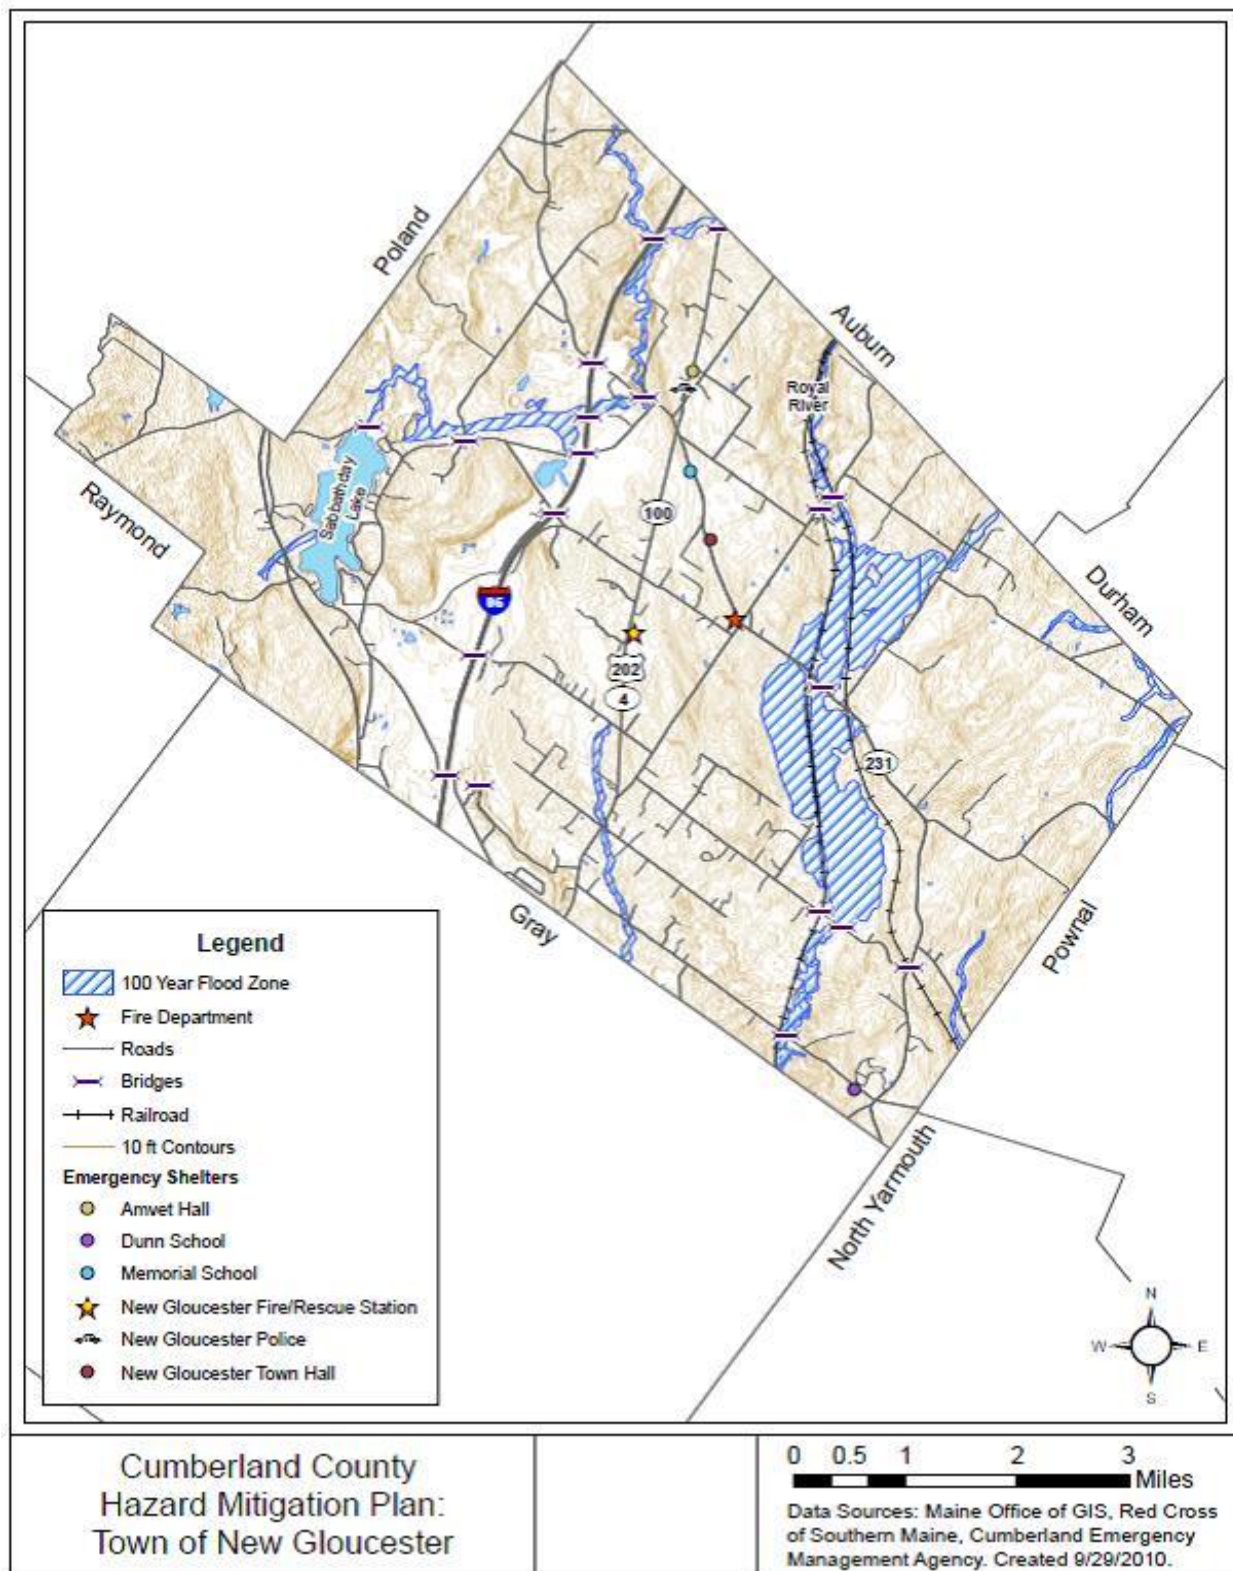 Poland
Auburn
Royal
River
Raymond
Sabbathday
Lake
100
Durham
95
202
4
231
Gray
Pownal
North Yarmouth
Legend
100 Year Flood Zone
Fire Department
Roads
Bridges
Railroad
10 ft Contours
Emergency Shelters
Amvet Hall
Dunn School
Memorial School
New Gloucester Fire/Rescue Station
New Gloucester Police
New Gloucester Town Hall
N
W E
S
Cumberland County
Hazard Mitigation Plan:
Town of New Gloucester
0 0.5 1 2 3
Miles
Data Sources: Maine Office of GIS, Red Cross
of Southern Maine, Cumberland Emergency
Management Agency. Created 9/29/2010.